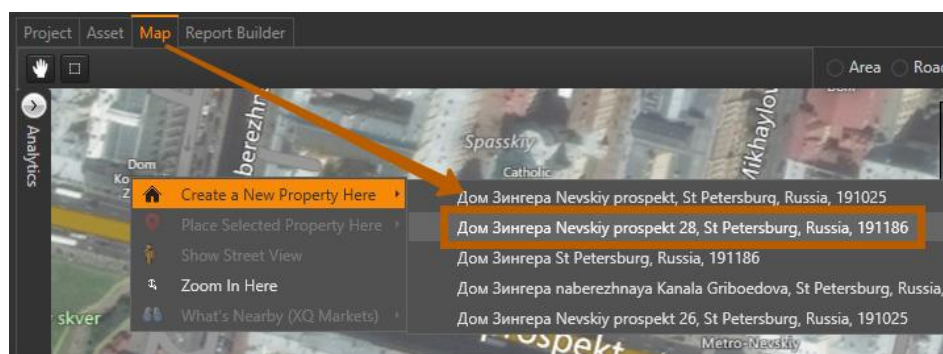 Project Asset Map Report Builder
Area
Analytics
Dom
Spasskiy
Catholic
Create a New Property Here
Place Selected Property Here
Show Street View
Zoom In Here
What's Nearby (XQ Markets)
Дом Зингера Nevskiy prospekt, St Petersburg, Russia, 191025
Дом Зингера Nevskiy prospekt 28, St Petersburg, Russia, 191186
Дом Зингера St Petersburg, Russia, 191186
Дом Зингера naberezhnaya Kanala Griboedova, St Petersburg, Russia,
Дом Зингера Nevskiy prospekt 26, St Petersburg, Russia, 191025
skver
Metro-Nevskiy